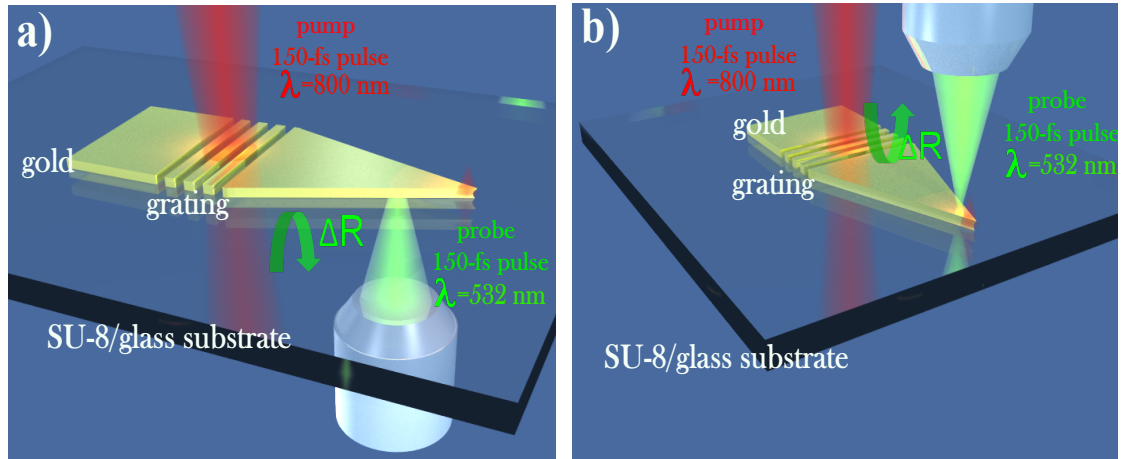 a)
pump
150-fs pulse
λ=800 nm
gold
grating
ΔR
probe
150-fs pulse
λ=532 nm
SU-8/glass substrate
b)
pump
150-fs pulse
λ=800 nm
gold
grating
ΔR
probe
150-fs pulse
λ=532 nm
SU-8/glass substrate